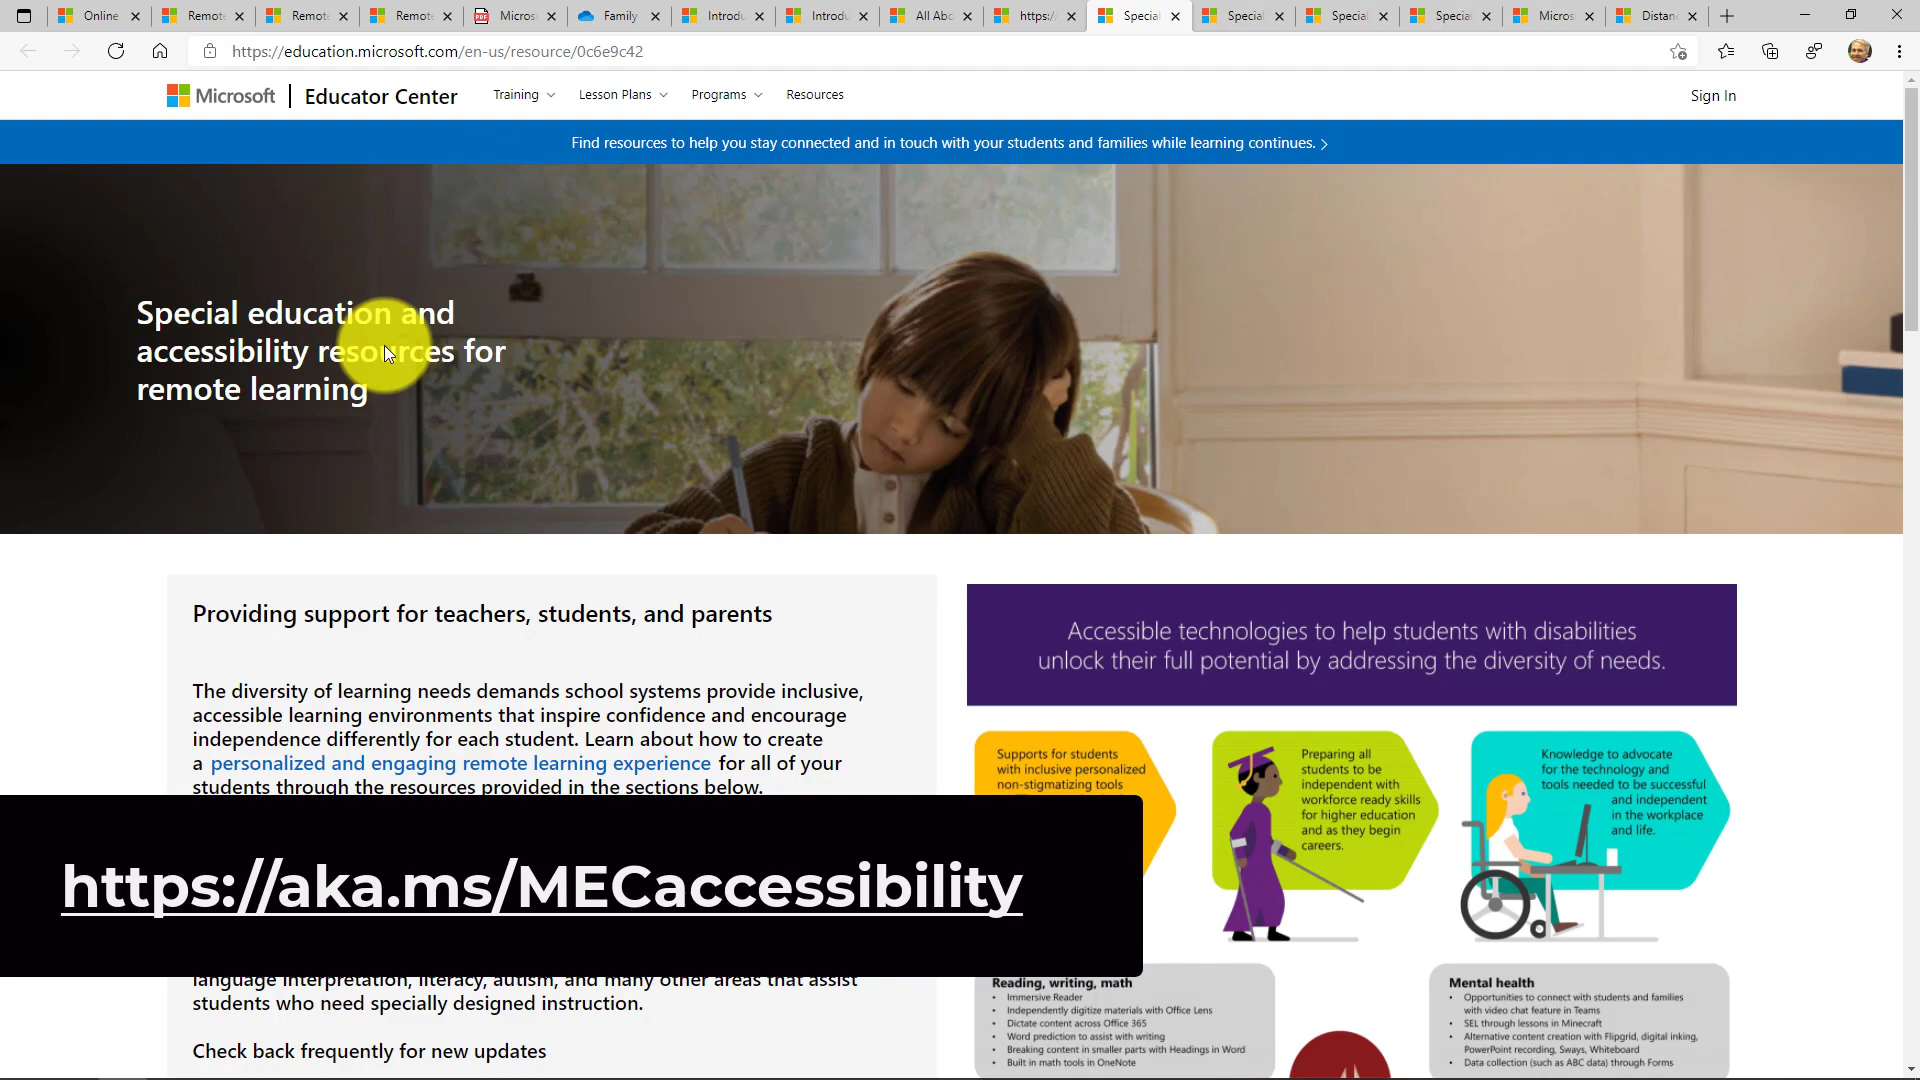 Online
Remote
Remote
Remote
Micros
Family
Introdu
Introdu
All Abo
https:/
Special
Special
Special
Special
Micros
Distanc
https://education.microsoft.com/en-us/resource/0c6e9c42
Microsoft | Educator Center
Training
Lesson Plans
Programs
Resources
Sign In
Find resources to help you stay connected and in touch with your students and families while learning continues. >
Special education and
accessibility resources for
remote learning
Providing support for teachers, students, and parents
The diversity of learning needs demands school systems provide inclusive,
accessible learning environments that inspire confidence and encourage
independence differently for each student. Learn about how to create
a personalized and engaging remote learning experience for all of your
students through the resources provided in the sections below.
https://aka.ms/MECaccessibility
language interpretation, literacy, autism, and many other areas that assist
students who need specially designed instruction.
Check back frequently for new updates
Accessible technologies to help students with disabilities
unlock their full potential by addressing the diversity of needs.
Supports for students
with inclusive personalized
non-stigmatizing tools
Preparing all
students to be
independent with
workforce ready skills
for higher education
and as they begin
careers.
Knowledge to advocate
for the technology and
tools needed to be successful
and independent
in the workplace
and life.
Reading, writing, math
• Immersive Reader
• Independently digitize materials with Office Lens
• Dictate content across Office 365
• Word prediction to assist with writing
• Breaking content in smaller parts with Headings in Word
• Built in math tools in OneNote
Mental health
• Opportunities to connect with students and families
with video chat feature in Teams
• SEL through lessons in Minecraft
• Alternative content creation with Flipgrid, digital inking,
PowerPoint recording, Sways, Whiteboard
• Data collection (such as ABC data) through Forms